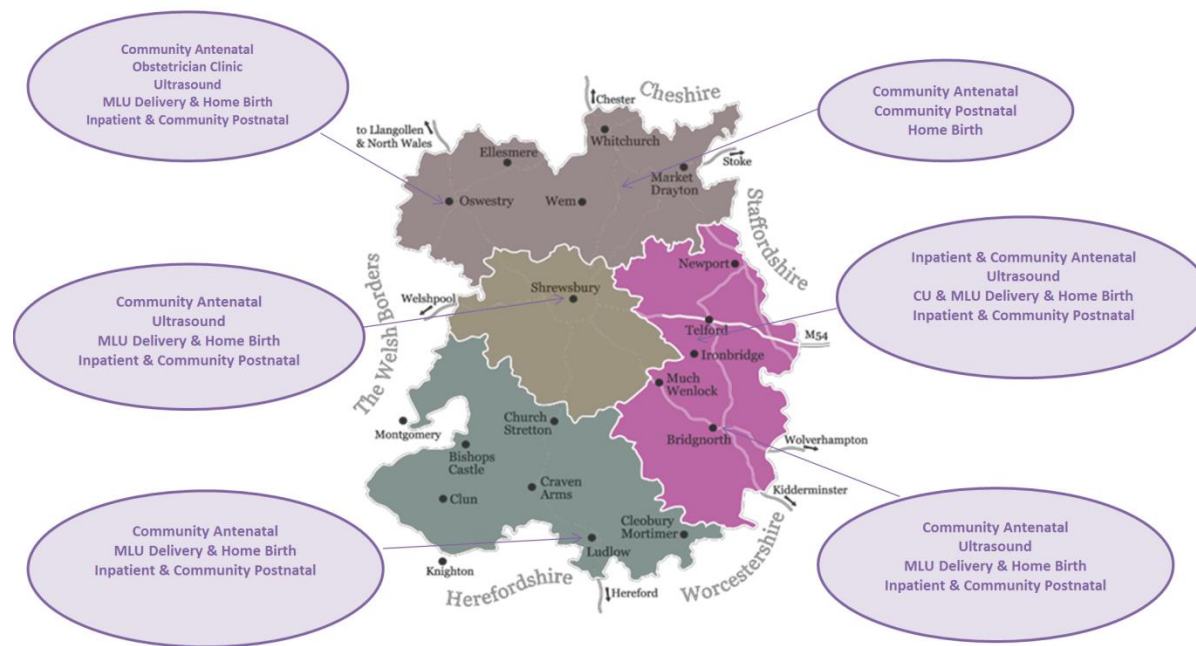 Community Antenatal
Obstetrician Clinic
Ultrasound
MLU Delivery & Home Birth
Inpatient & Community Postnatal
Community Antenatal
Community Postnatal
Home Birth
Community Antenatal
Ultrasound
MLU Delivery & Home Birth
Inpatient & Community Postnatal
Inpatient & Community Antenatal
Ultrasound
CU & MLU Delivery & Home Birth
Inpatient & Community Postnatal
Community Antenatal
MLU Delivery & Home Birth
Inpatient & Community Postnatal
Community Antenatal
Ultrasound
MLU Delivery & Home Birth
Inpatient & Community Postnatal
Cheshire
Chester
to Llangollen
& North Wales
Whitchurch
Ellesmere
Stoke
Market
Drayton
Oswestry
Wem
Staffordshire
Newport
The Welsh Borders
Welshpool
Shrewsbury
Telford
M54
Ironbridge
Much
Wenlock
Church
Stretton
Montgomery
Bridgnorth
Wolverhampton
Bishops
Castle
Craven
Arms
Clun
Kidderminster
Cleobury
Mortimer
Ludlow
Knighton
Herefordshire
Hereford
Worcestershire